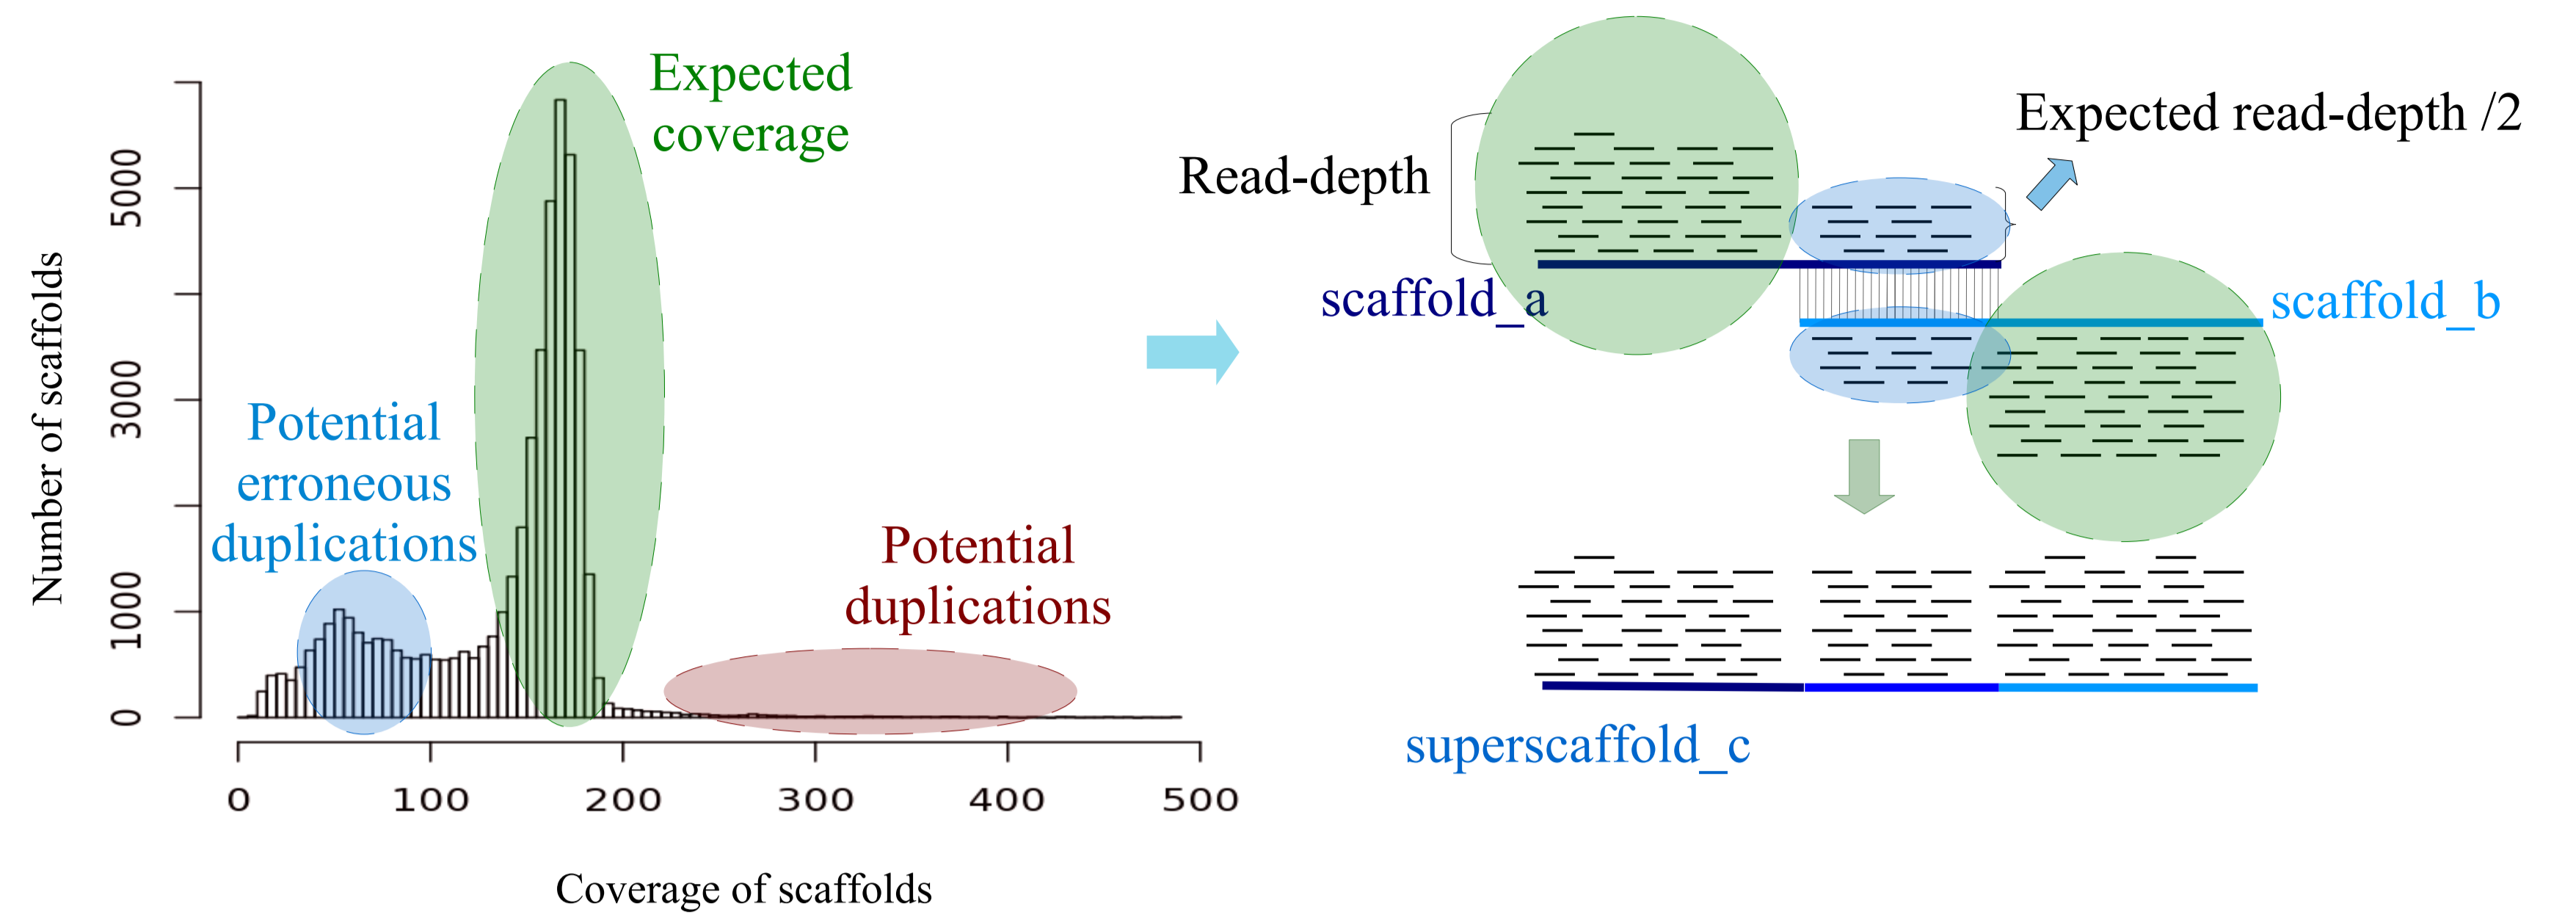 Expected
coverage
Potential
erroneous
duplications
Potential
duplications
Number of scaffolds
5000
3000
1000
0
0 100 200 300 400 500
Coverage of scaffolds
Read-depth
Expected read-depth /2
scaffold_a
scaffold_b
superscaffold_c